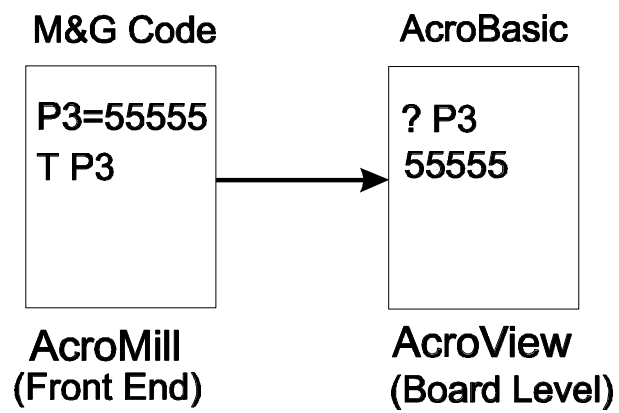 M&G Code
P3=55555
T P3
AcroMill
(Front End)
AcroBasic
? P3
55555
AcroView
(Board Level)